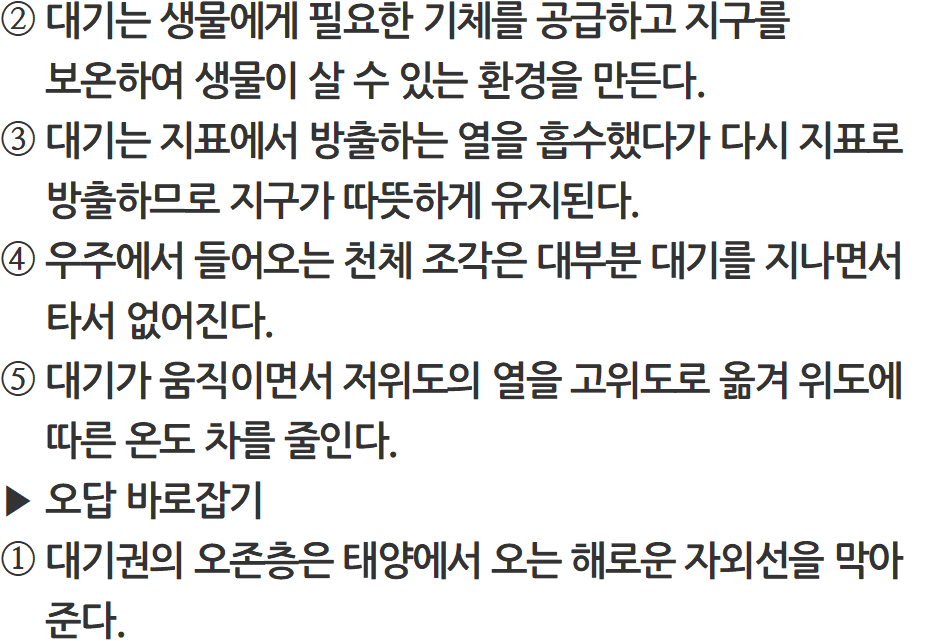 ② 대기는 생물에게 필요한 기체를 공급하고 지구를
보온하여 생물이 살 수 있는 환경을 만든다.
③ 대기는 지표에서 방출하는 열을 흡수했다가 다시 지표로
방출하므로 지구가 따뜻하게 유지된다.
④ 우주에서 들어오는 천체 조각은 대부분 대기를 지나면서
타서 없어진다.
⑤ 대기가 움직이면서 저위도의 열을 고위도로 옮겨 위도에
따른 온도 차를 줄인다.
▶ 오답 바로잡기
① 대기권의 오존층은 태양에서 오는 해로운 자외선을 막아
준다.